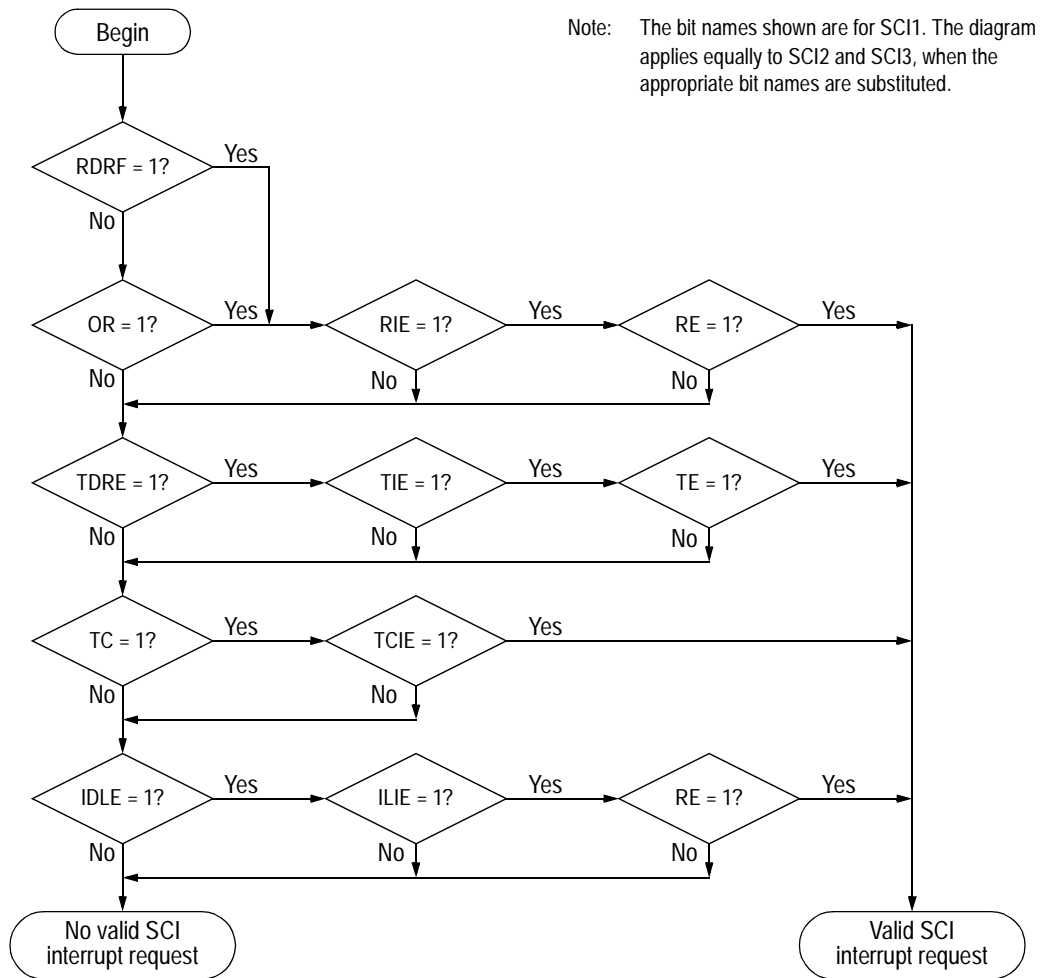 Begin
Note: The bit names shown are for SCI1. The diagram
applies equally to SCI2 and SCI3, when the
appropriate bit names are substituted.
RDRF = 1?
Yes
No
OR = 1?
Yes
RIE = 1?
Yes
RE = 1?
Yes
No
No
No
TDRE = 1?
Yes
TIE = 1?
Yes
TE = 1?
Yes
No
No
No
TC = 1?
Yes
TCIE = 1?
Yes
No
No
IDLE = 1?
Yes
ILIE = 1?
Yes
RE = 1?
Yes
No
No
No
No valid SCI
interrupt request
Valid SCI
interrupt request